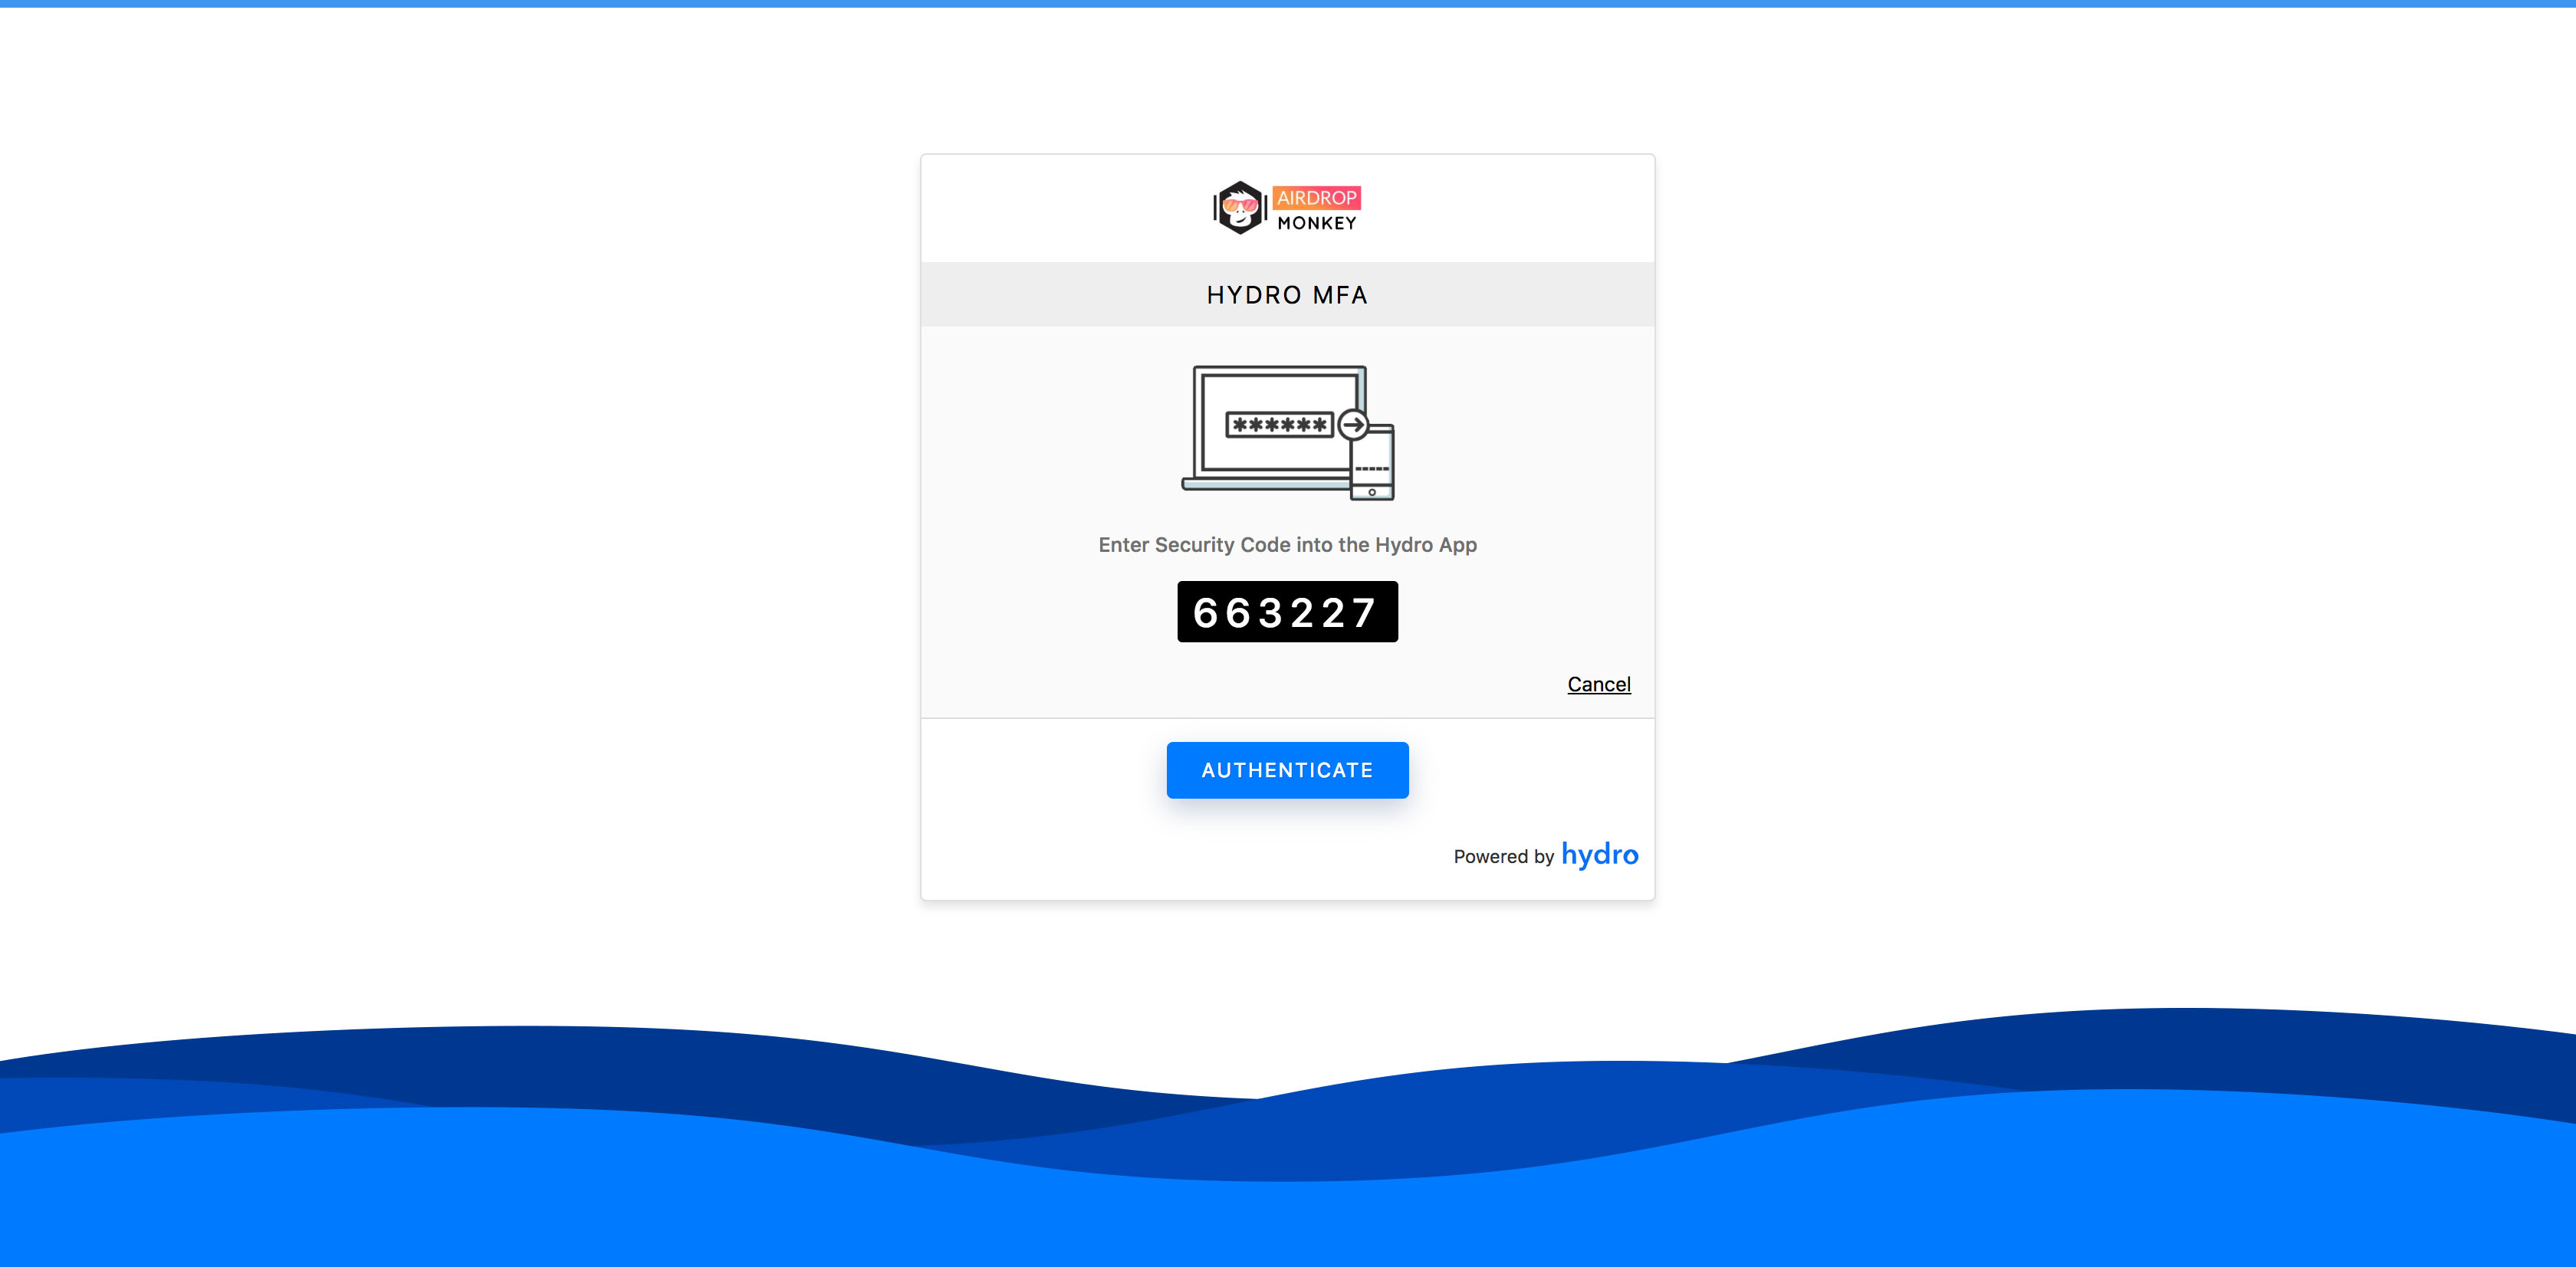 AIRDROP
MONKEY
HYDRO MFA
******
Enter Security Code into the Hydro App
663227
Cancel
AUTHENTICATE
Powered by hydro